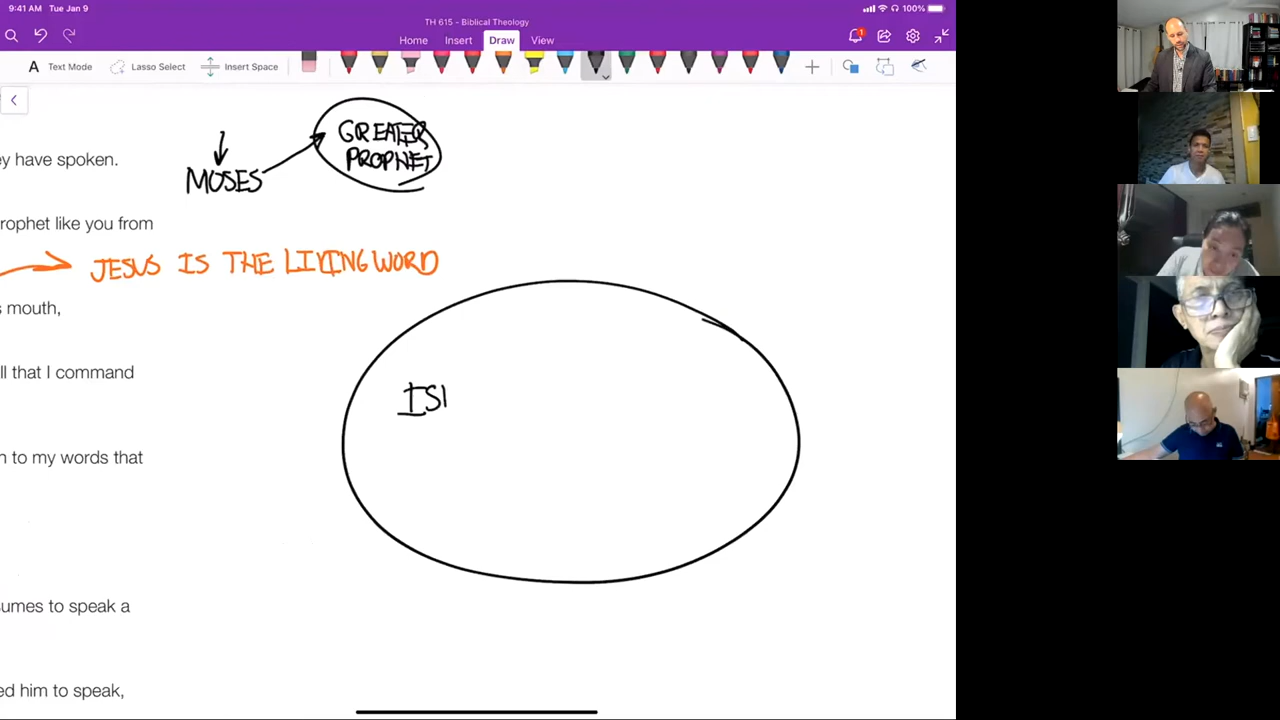 9:41 AM Tue Jan 9
100%
TH 615 - Biblical Theology
Home Insert Draw View
1
A Text Mode Lasso Select Insert Space
ey have spoken.
GREATER
PROPHET
MOSES
rophet like you from
JESUS IS THE LIVING WORD
s mouth,
ll that I command
ISI
n to my words that
umes to speak a
ed him to speak,